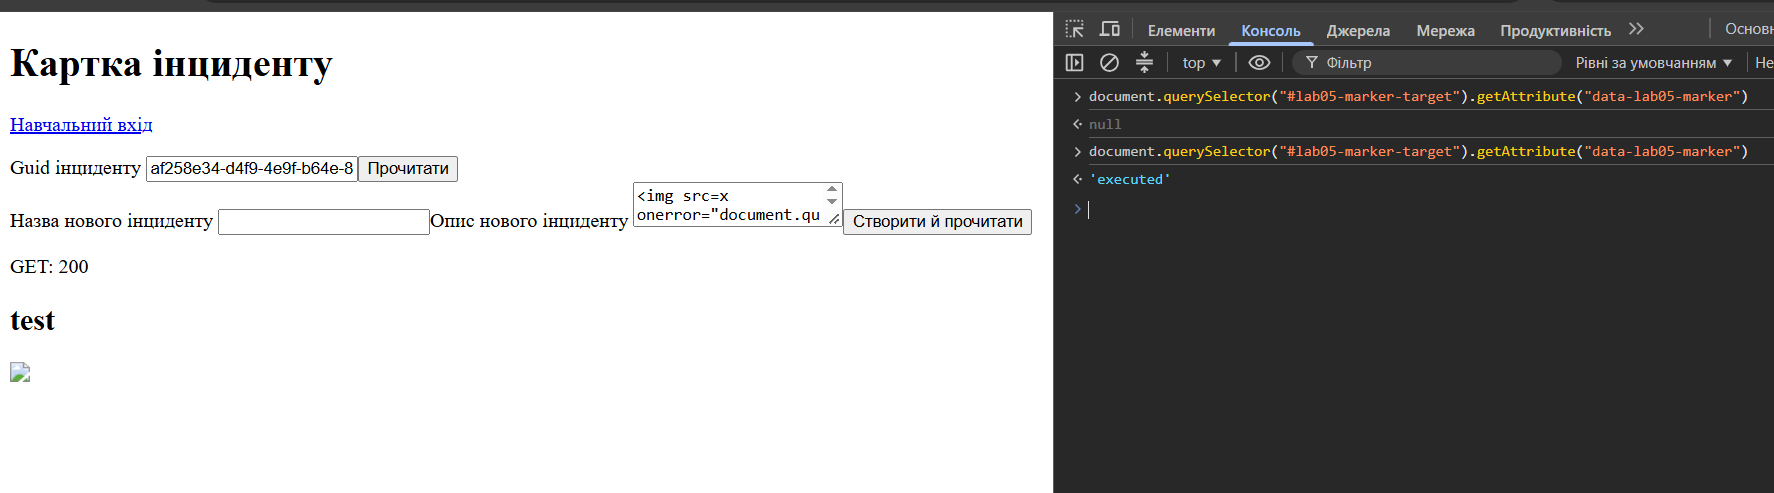 Картка інциденту
Навчальний вхід
Guid інциденту af258e34-d4f9-4e9f-b64e-8 Прочитати
Назва нового інциденту Опис нового інциденту <img src=x
onerror="document.qu Створити й прочитати
GET: 200
test
Елементи Консоль Джерела Мережа Продуктивність Основн
top Фільтр Рівні за умовчанням Не
document.querySelector("#lab05-marker-target").getAttribute("data-lab05-marker")
null
document.querySelector("#lab05-marker-target").getAttribute("data-lab05-marker")
'executed'